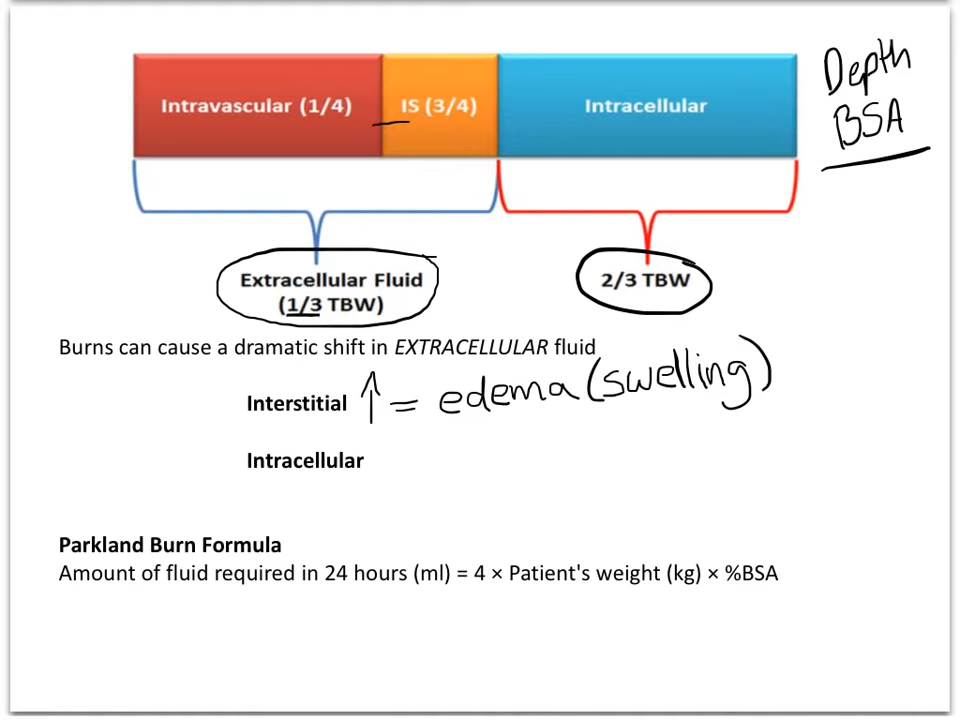 Depth
BSA
Intravascular (1/4) IS (3/4) Intracellular
Extracellular Fluid
(1/3 TBW)
2/3 TBW
Burns can cause a dramatic shift in EXTRACELLULAR fluid
Interstitial ↑ = edema (swelling)
Intracellular
Parkland Burn Formula
Amount of fluid required in 24 hours (ml) = 4 × Patient's weight (kg) × %BSA